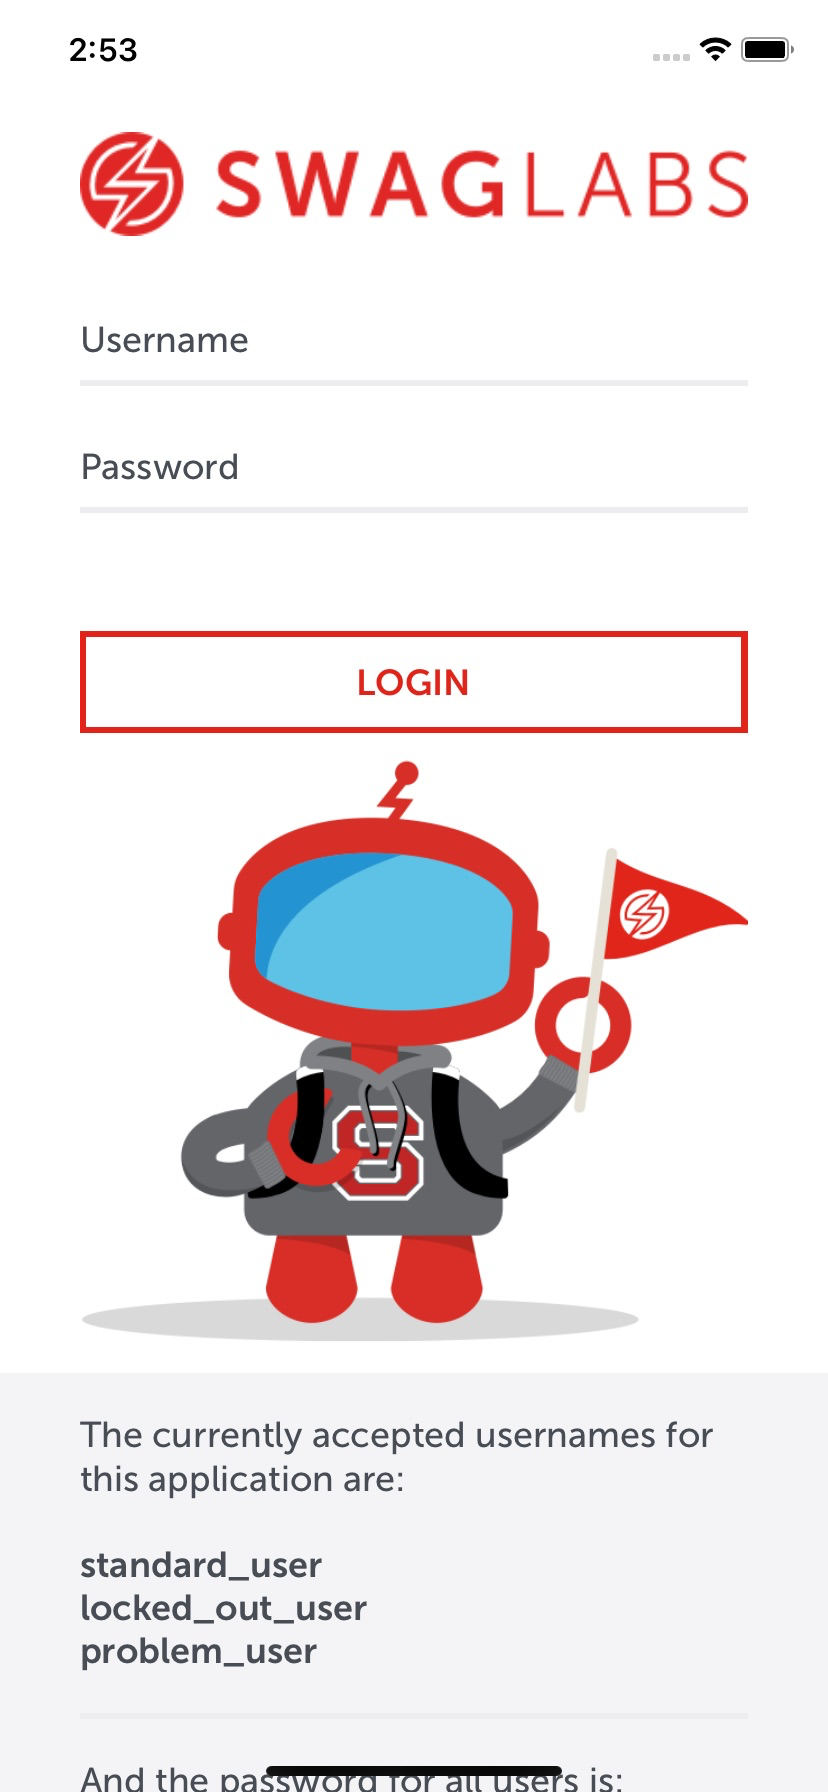 2:53
SWAGLABS
Username
Password
LOGIN
S
The currently accepted usernames for
this application are:
standard_user
locked_out_user
problem_user
And the password for all users is: